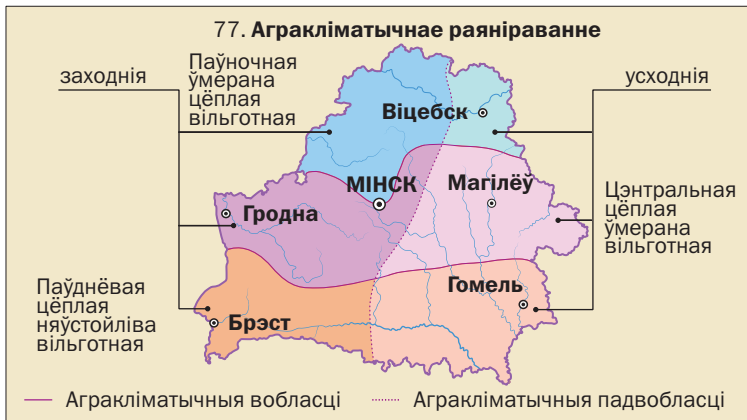 77. Агракліматычнае раяніраванне
заходнія
Паўночная
ўмерана
цёплая
вільготная
усходнія
Віцебск
МІНСК
Магілёў
Гродна
Цэнтральная
цёплая
ўмерана
вільготная
Паўднёвая
цёплая
няўстойліва
вільготная
Гомель
Брэст
Агракліматычныя вобласці
Агракліматычныя падвобласці